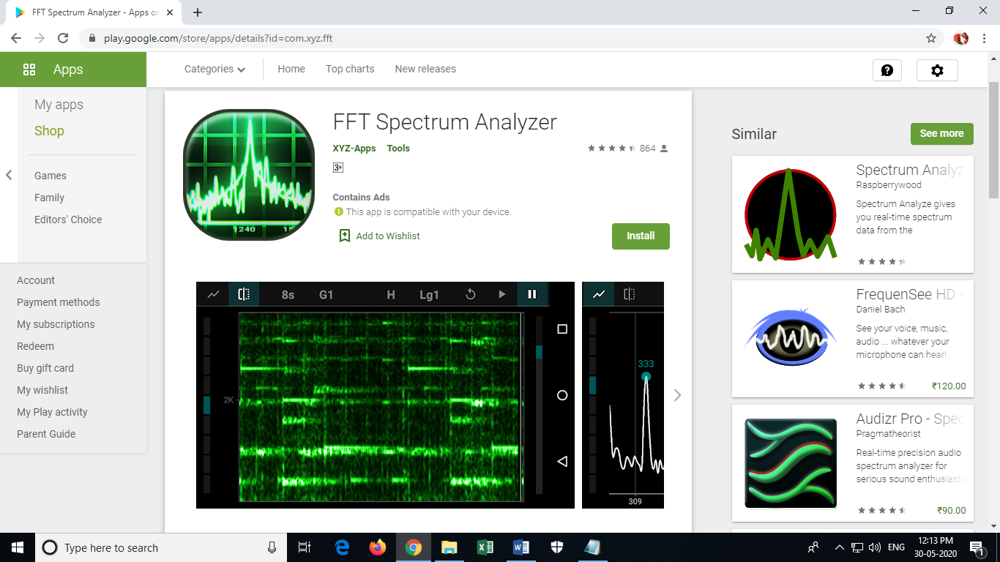 FFT Spectrum Analyzer - Apps on
play.google.com/store/apps/details?id=com.xyz.fft
Apps
Categories
Home
Top charts
New releases
My apps
Shop
Games
Family
Editors' Choice
Account
Payment methods
My subscriptions
Redeem
Buy gift card
My wishlist
My Play activity
Parent Guide
1240
FFT Spectrum Analyzer
XYZ-Apps Tools
864
3+
Contains Ads
This app is compatible with your device.
Add to Wishlist
Install
8s G1 H Lg1
2K
333
309
Similar
See more
Spectrum Analyz
Raspberrywood
Spectrum Analyze gives
you real-time spectrum
data from the
FrequenSee HD -
Daniel Bach
See your voice, music,
audio ... whatever your
microphone can hear!
₹120.00
Audizr Pro - Spec
Pragmatheorist
Real-time precision audio
spectrum analyzer for
serious sound enthusiasts
₹90.00
Type here to search
ENG
12:13 PM
30-05-2020
1